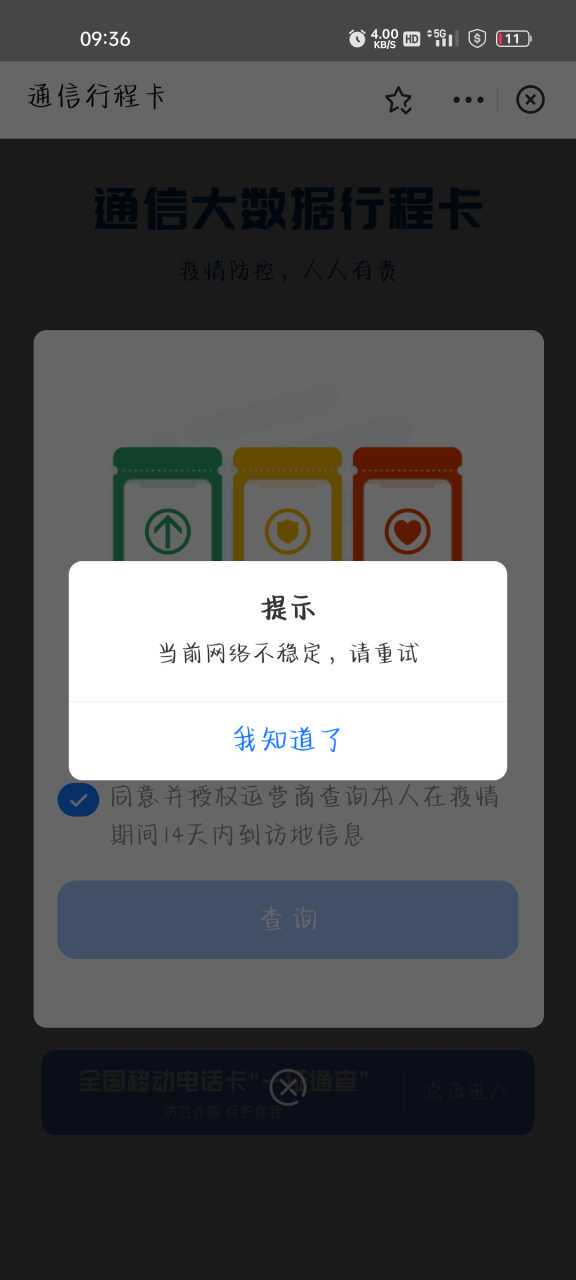 09:36
4.00
KB/S
HD
5G
11
通信行程卡
通信大数据行程卡
疫情防控，人人有责
提示
当前网络不稳定，请重试
我知道了
同意并授权运营商查询本人在疫情
期间14天内到访地信息
查询
全国移动电话卡“一证通查”
点击进入